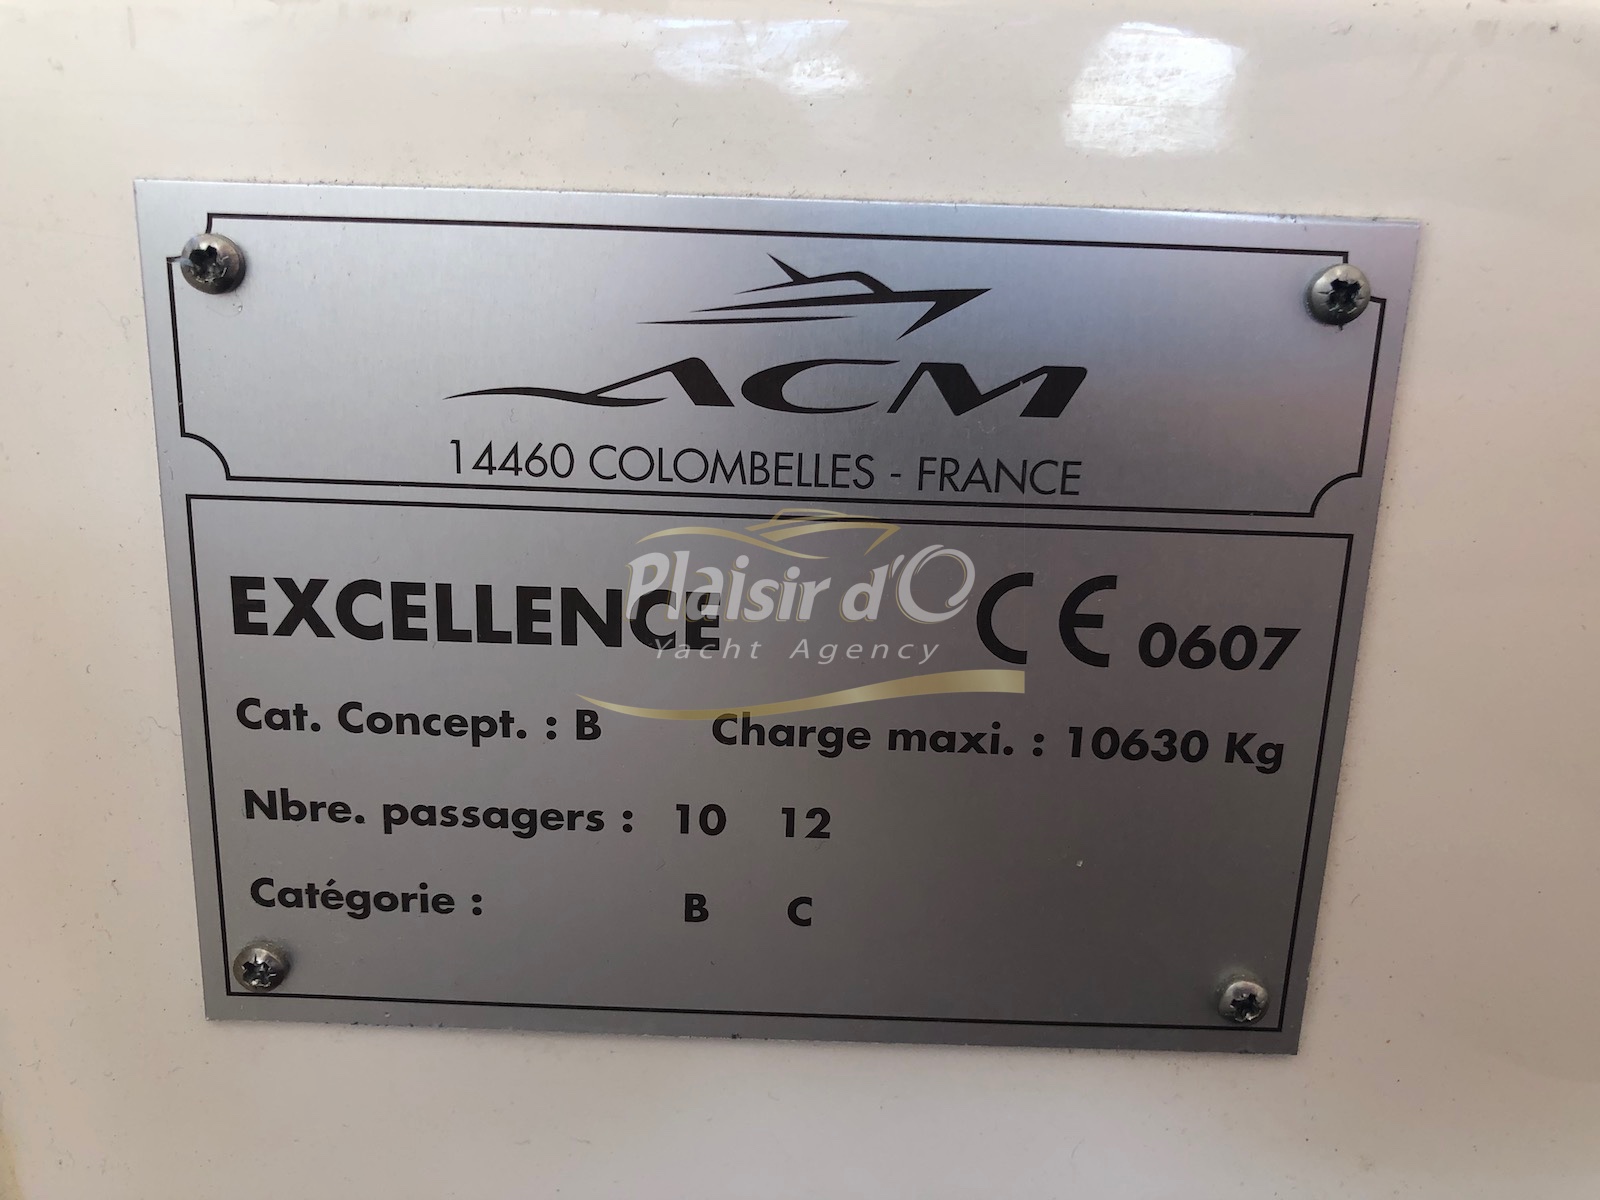 ACM
14460 COLOMBELLES - FRANCE
Plaisir d'O
Yacht Agency
EXCELLENCE CE 0607
Cat. Concept. : B Charge maxi. : 10630 Kg
Nbre. passagers : 10 12
Catégorie : B C